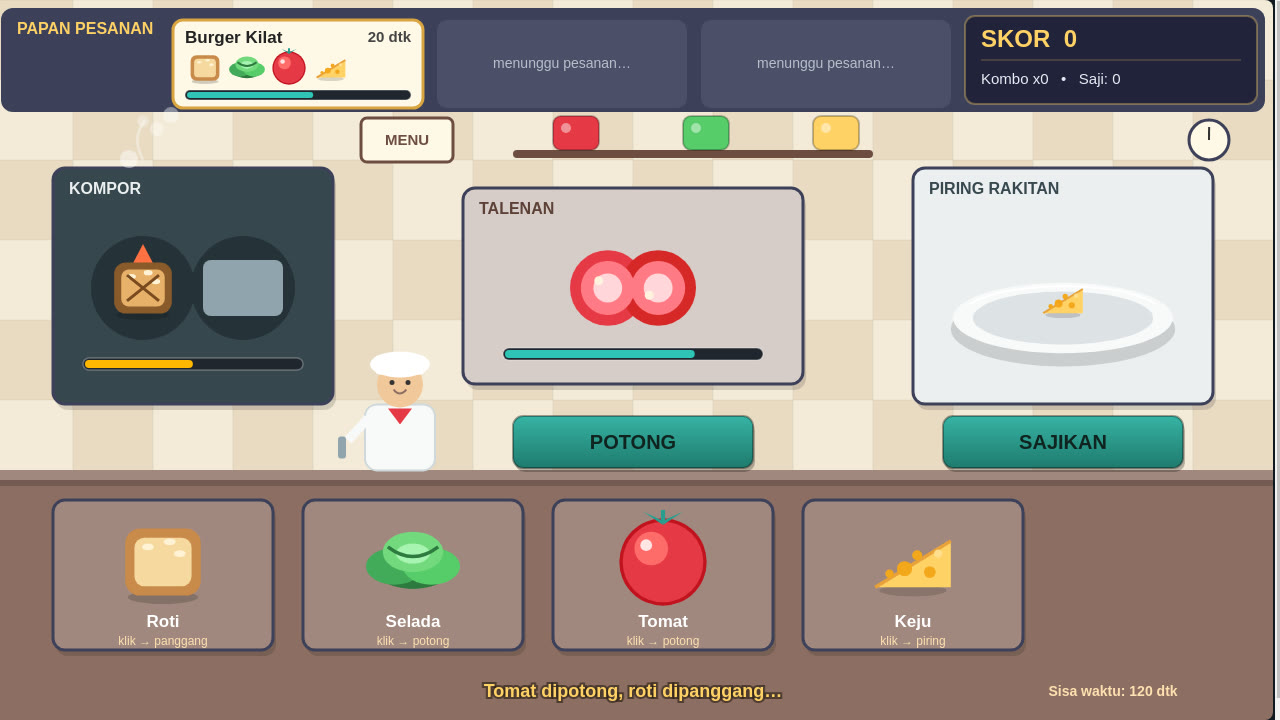 PAPAN PESANAN
Burger Kilat
20 dtk
menunggu pesanan…
menunggu pesanan…
SKOR 0
Kombo x0 • Saji: 0
MENU
KOMPOR
TALENAN
PIRING RAKITAN
POTONG
SAJIKAN
Roti
klik → panggang
Selada
klik → potong
Tomat
klik → potong
Keju
klik → piring
Tomat dipotong, roti dipanggang…
Sisa waktu: 120 dtk